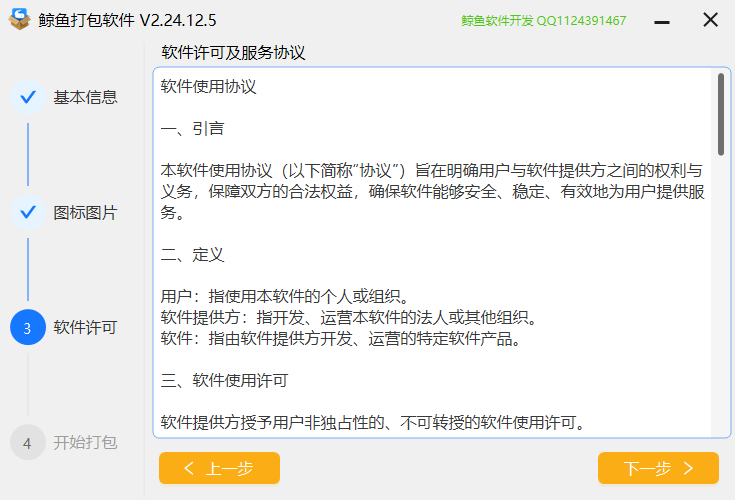 鲸鱼打包软件 V2.24.12.5
鲸鱼软件开发 QQ1124391467
基本信息
图标图片
3 软件许可
4 开始打包
软件许可及服务协议
软件使用协议
一、引言
本软件使用协议（以下简称“协议”）旨在明确用户与软件提供方之间的权利与
义务，保障双方的合法权益，确保软件能够安全、稳定、有效地为用户提供服
务。
二、定义
用户：指使用本软件的个人或组织。
软件提供方：指开发、运营本软件的法人或其他组织。
软件：指由软件提供方开发、运营的特定软件产品。
三、软件使用许可
软件提供方授予用户非独占性的、不可转授的软件使用许可。
上一步
下一步